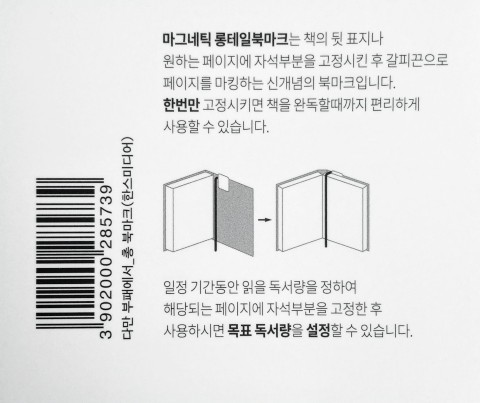 마그네틱 롱테일북마크는 책의 뒷 표지나
원하는 페이지에 자석부분을 고정시킨 후 갈피끈으로
페이지를 마킹하는 신개념의 북마크입니다.
한번만 고정시키면 책을 완독할때까지 편리하게
사용할 수 있습니다.
일정 기간동안 읽을 독서량을 정하여
해당되는 페이지에 자석부분을 고정한 후
사용하시면 목표 독서량을 설정할 수 있습니다.
3 902000 285739
다만 부패에서_총 북마크(한스미디어)